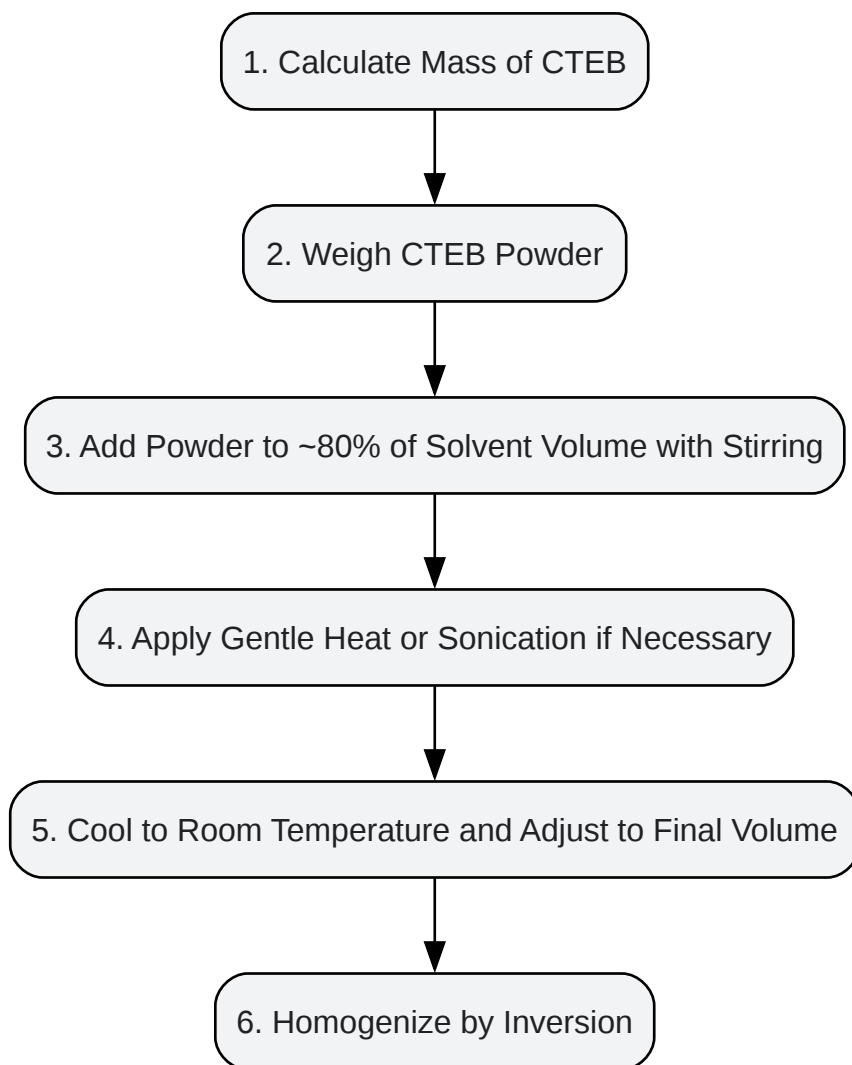 1. Calculate Mass of CTEB
2. Weigh CTEB Powder
3. Add Powder to ~80% of Solvent Volume with Stirring
4. Apply Gentle Heat or Sonication if Necessary
5. Cool to Room Temperature and Adjust to Final Volume
6. Homogenize by Inversion